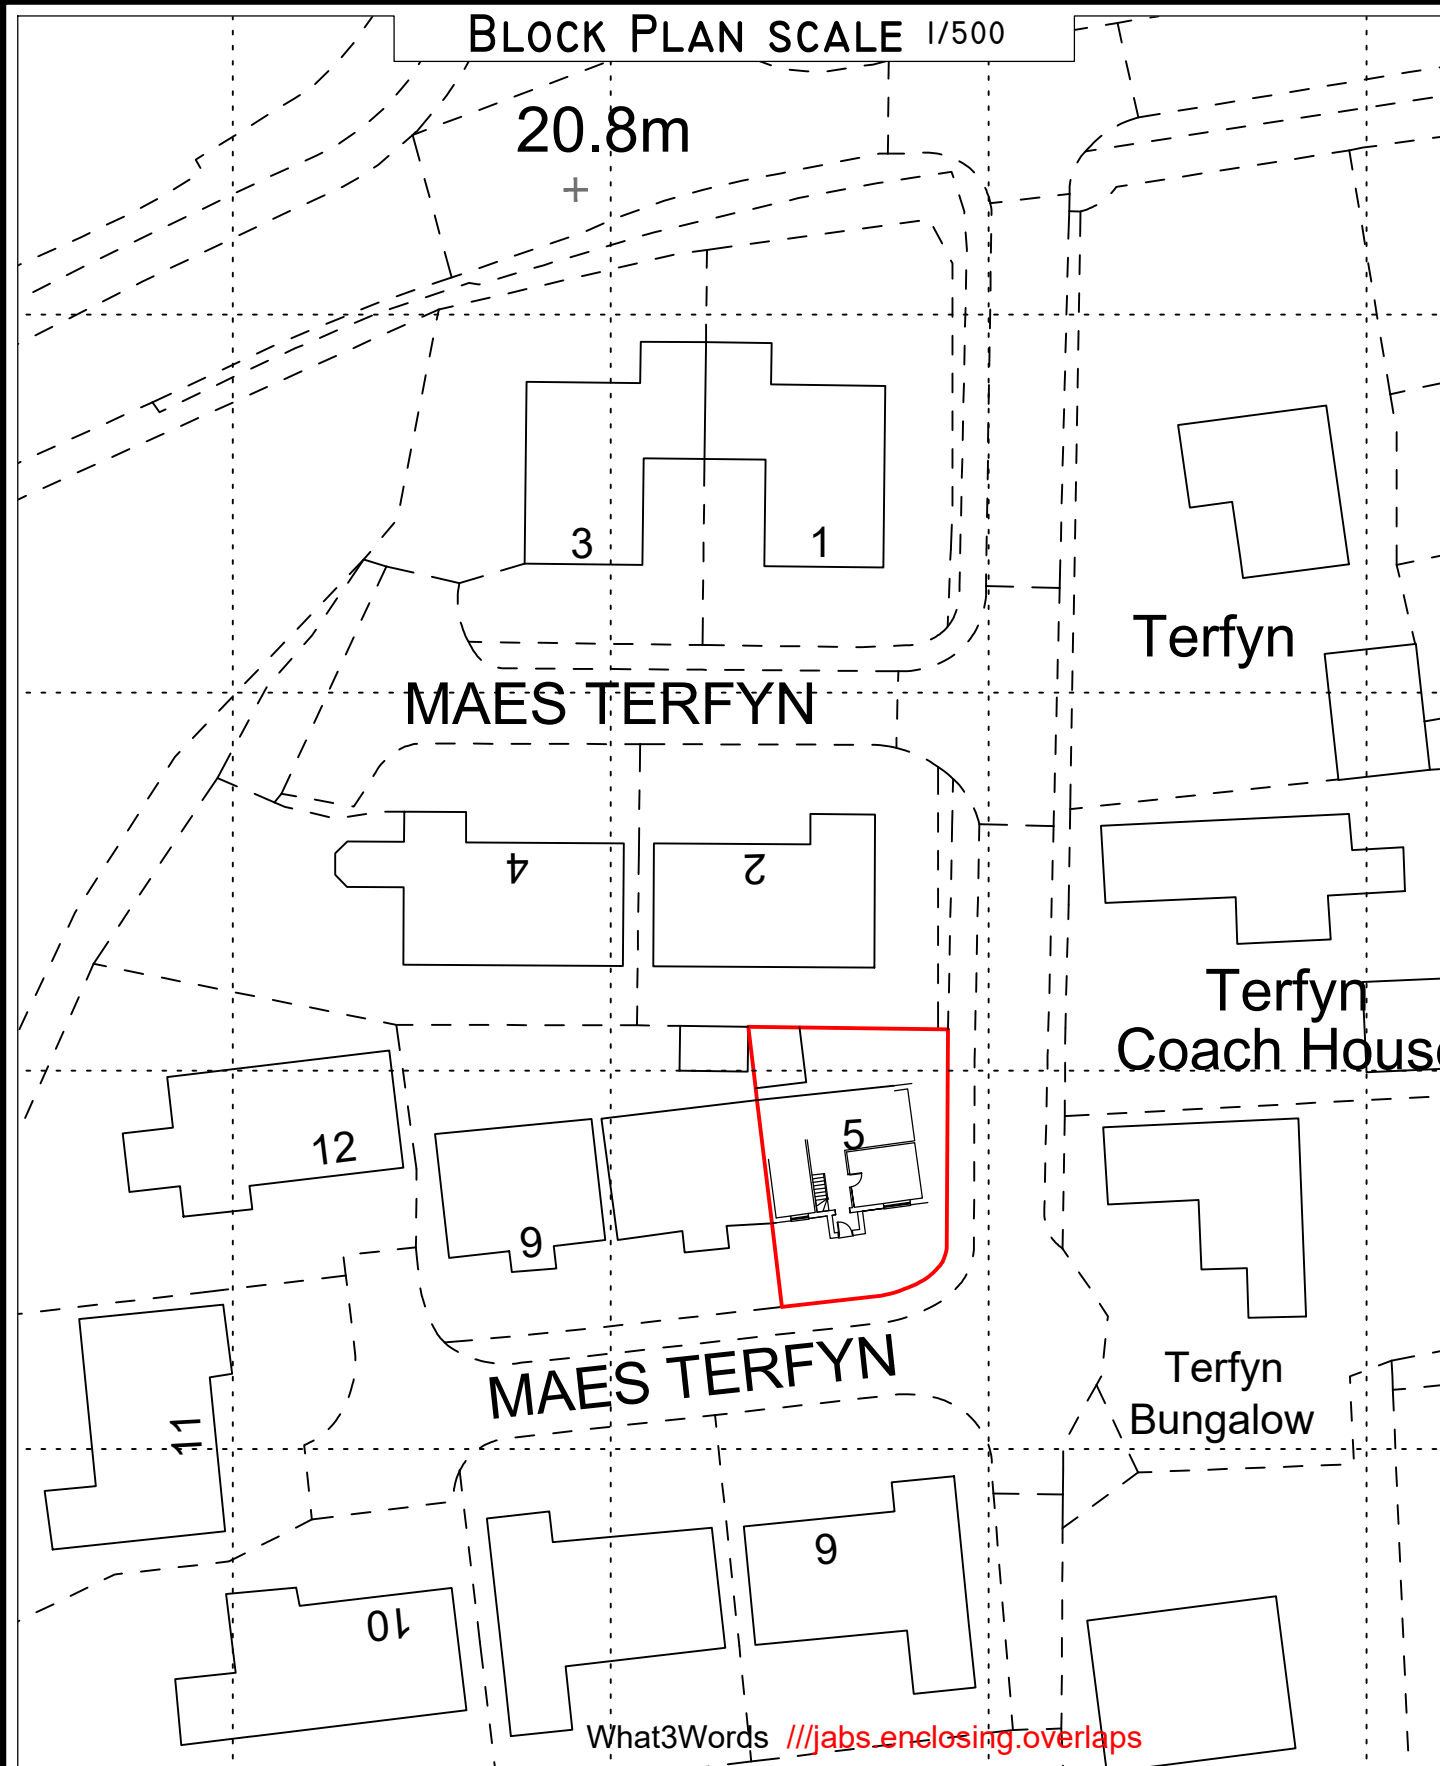 BLOCK PLAN SCALE 1/500
20.8m
3
1
Terfyn
MAES TERFYN
4
2
Terfyn
Coach House
5
12
9
MAES TERFYN
Terfyn
Bungalow
11
6
10
What3Words ///jabs.enclosing.overlaps